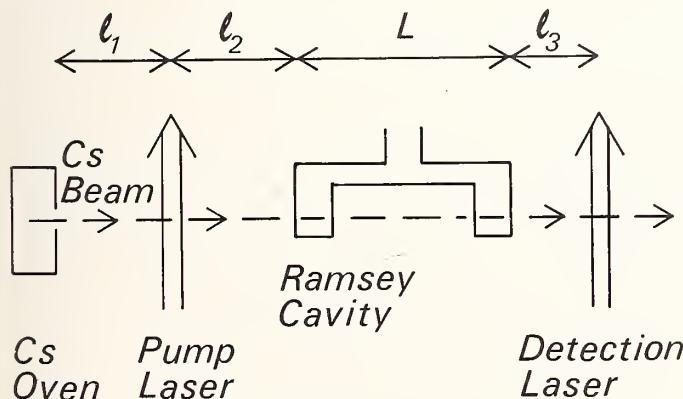 ℓ1 ℓ2 L ℓ3
Cs
Beam
Ramsey
Cavity
Cs
Oven
Pump
Laser
Detection
Laser